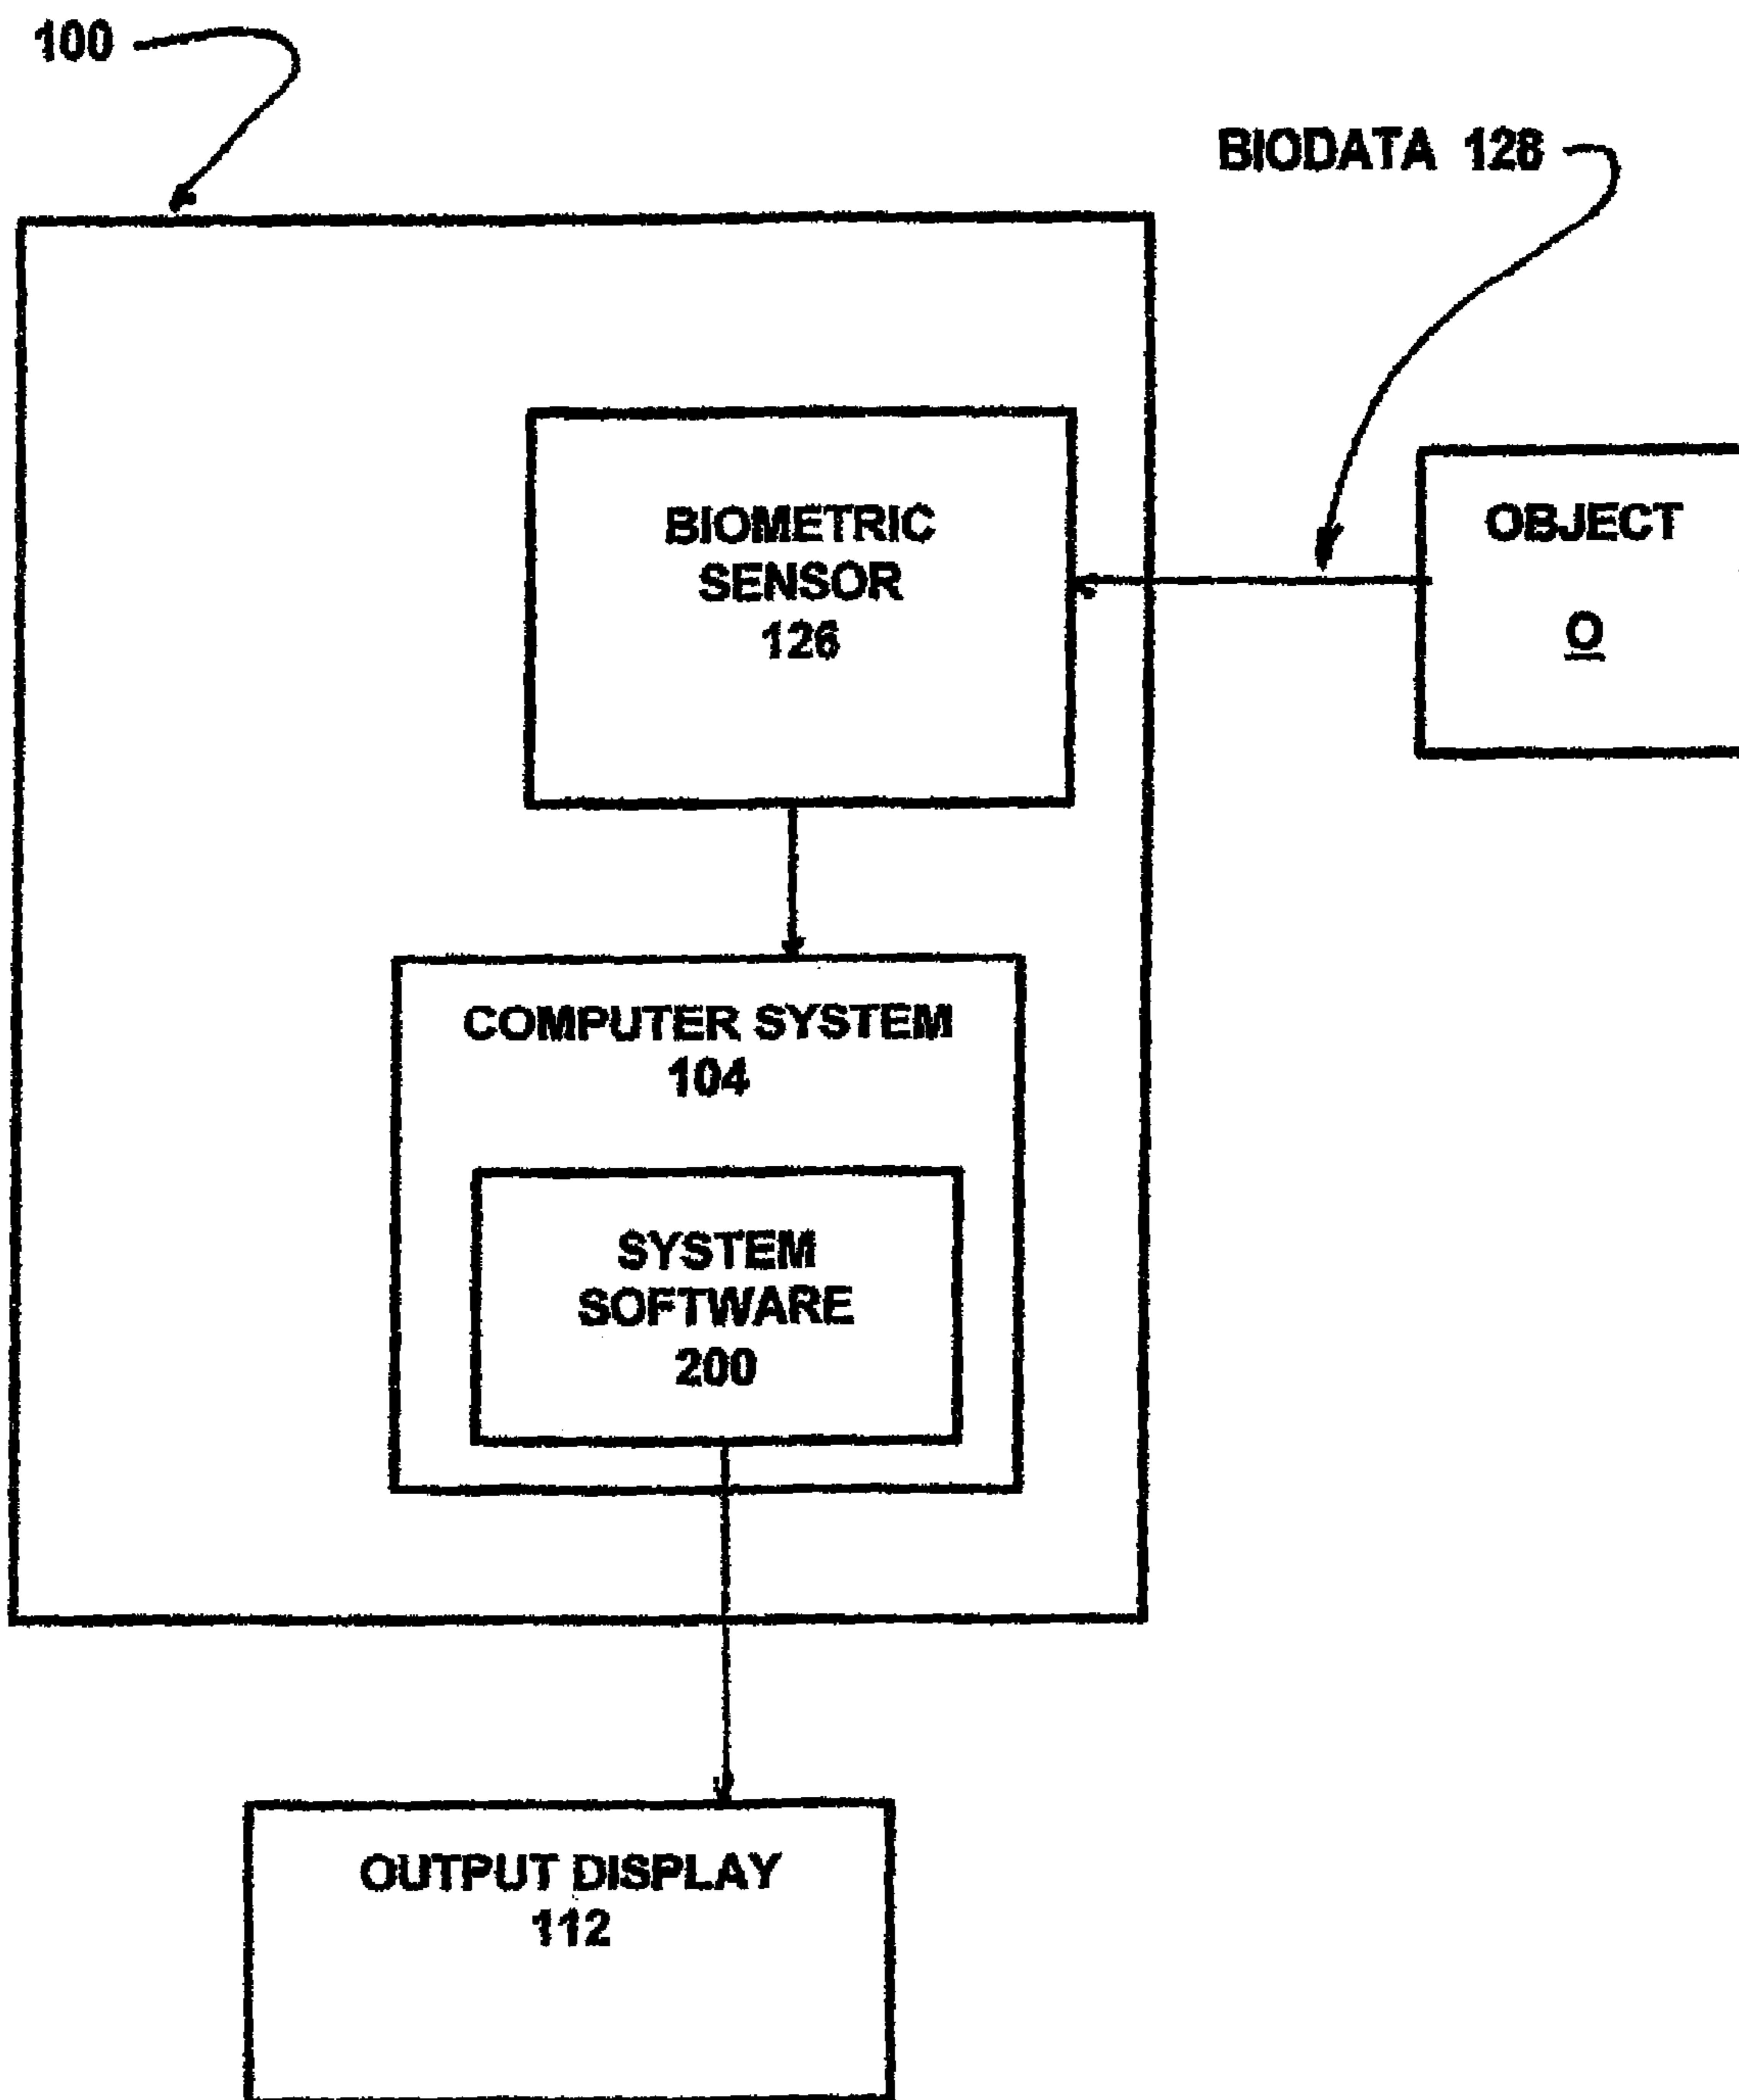 100
BIODATA 128
BIOMETRIC
SENSOR
126
OBJECT
O
COMPUTER SYSTEM
104
SYSTEM
SOFTWARE
200
OUTPUT DISPLAY
112